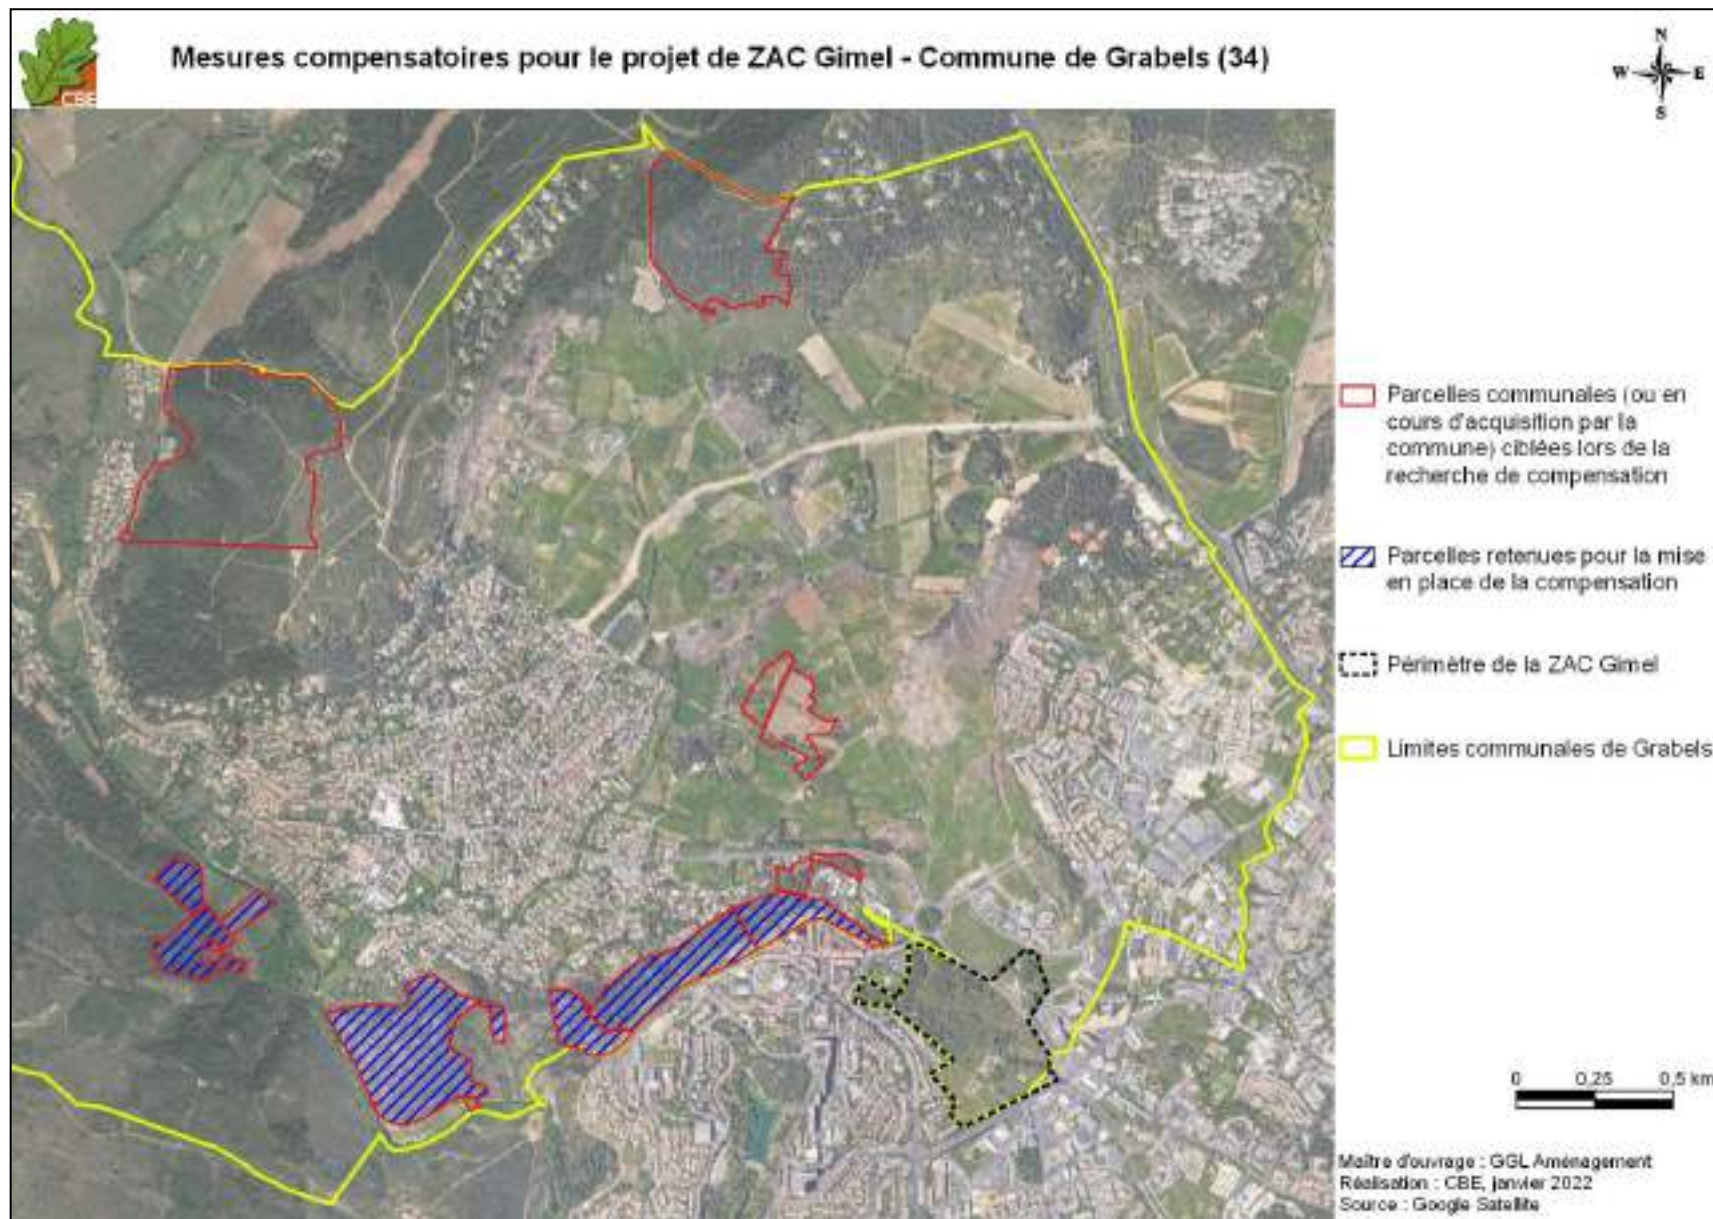 CBE
Mesures compensatoires pour le projet de ZAC Gimel - Commune de Grabels (34)
N
W
E
S
Parcelles communales (ou en
cours d'acquisition par la
commune) ciblées lors de la
recherche de compensation
Parcelles retenues pour la mise
en place de la compensation
Périmètre de la ZAC Gimel
Limites communales de Grabels
0 0,25 0,5 km
Maître d'ouvrage : GGL Aménagement
Réalisation : CBE, janvier 2022
Source : Google Satellite